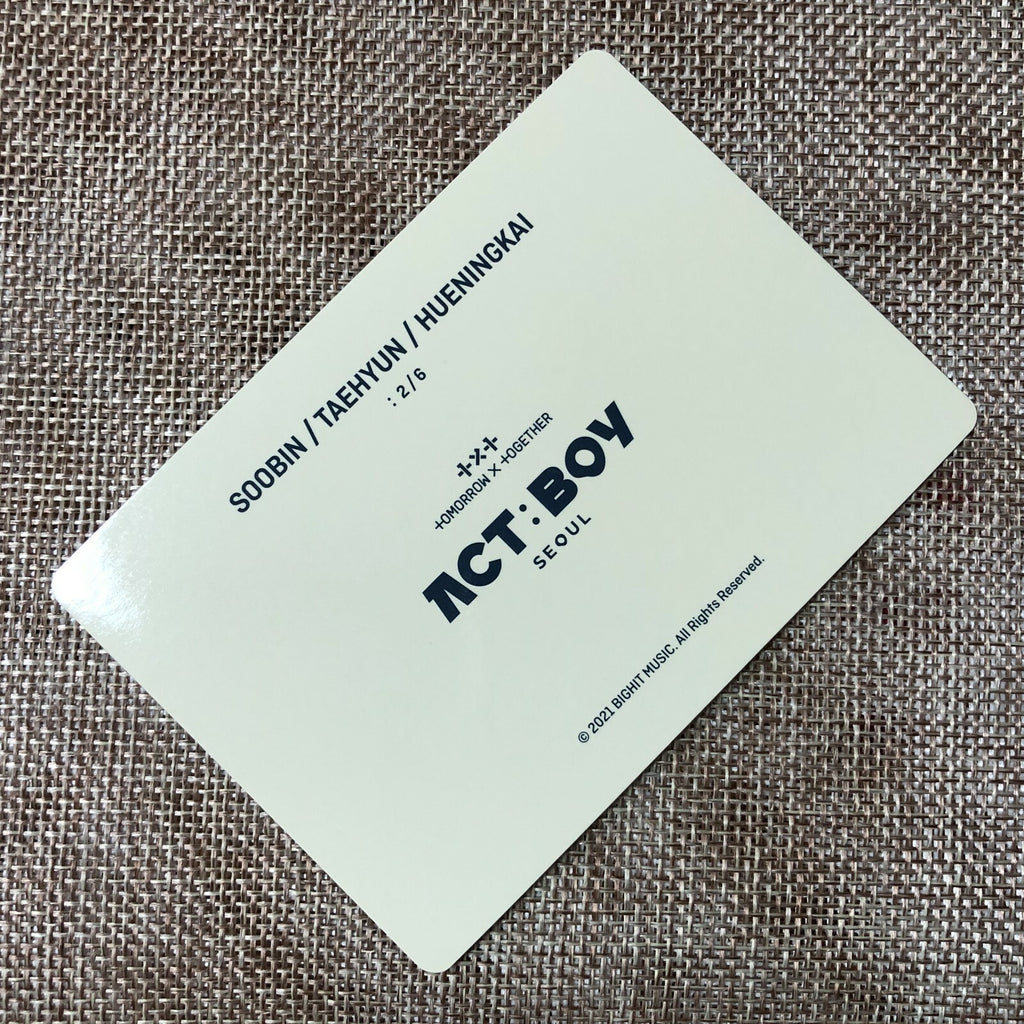 SOOBIN / TAEHYUN / HUENINGKAI
: 2 / 6
+×+
TOMORROW × TOGETHER
ACT:BOY
SEOUL
© 2021 BIGHIT MUSIC. All Rights Reserved.